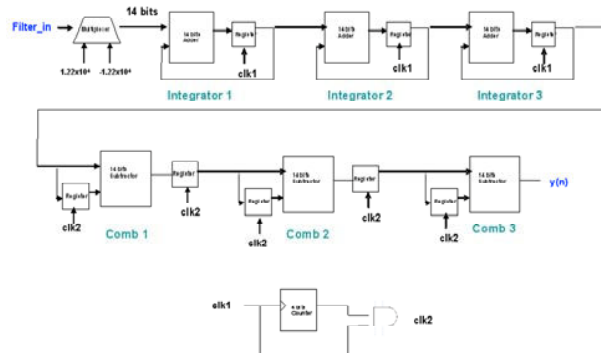 14 bits
Filter_in
Multiplexer
1.22x10⁴
-1.22x10⁴
14 bits
Adder
Register
clk1
Integrator 1
14 bits
Adder
Register
clk1
Integrator 2
14 bits
Adder
Register
clk1
Integrator 3
14 bits
Subtractor
Register
Register
clk2
clk2
Comb 1
14 bits
Subtractor
Register
Register
clk2
clk2
Comb 2
14 bits
Subtractor
Register
clk2
Comb 3
y(n)
clk1
Counter
clk2